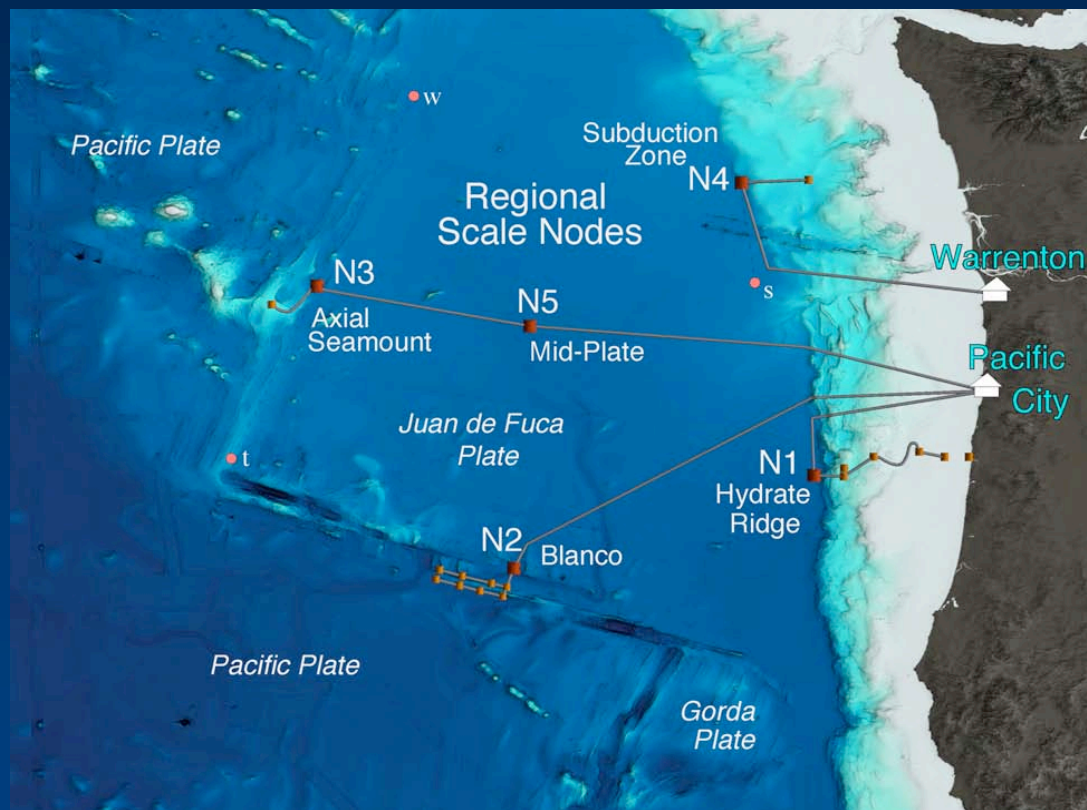 w
Pacific Plate
Subduction
Zone
N4
Regional
Scale Nodes
Warrenton
N3
s
N5
Axial
Seamount
Mid-Plate
Pacific
City
Juan de Fuca
Plate
t
N1
Hydrate
Ridge
N2
Blanco
Pacific Plate
Gorda
Plate